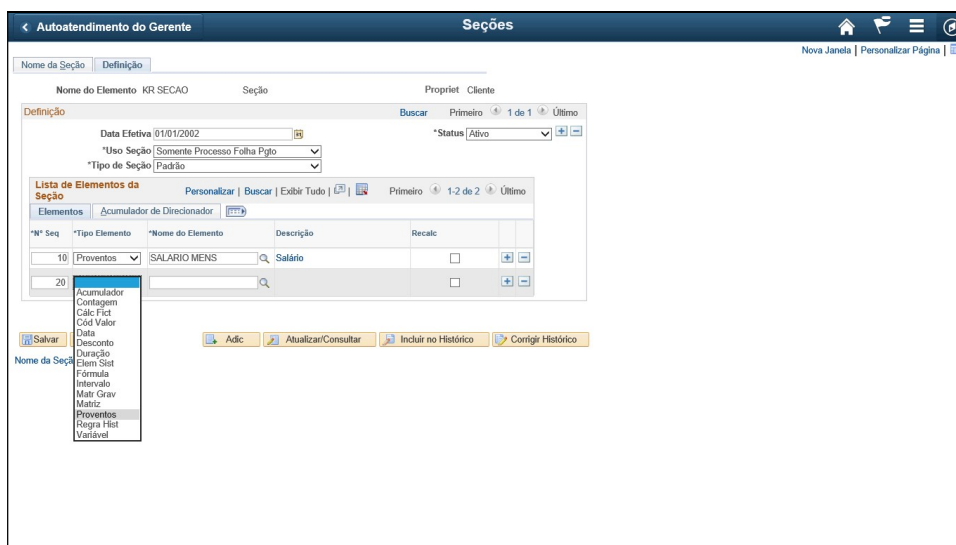 Autoatendimento do Gerente
Seções
Nova Janela | Personalizar Página |
Nome da Seção Definição
Nome do Elemento KR SECAO Seção Propriet Cliente
Definição Buscar Primeiro 1 de 1 Último
Data Efetiva 01/01/2002 *Status Ativo
*Uso Seção Somente Processo Folha Pgto
*Tipo de Seção Padrão
Lista de Elementos da Seção Personalizar | Buscar | Exibir Tudo | Primeiro 1-2 de 2 Último
Elementos Acumulador de Direcionador
*Nº Seq *Tipo Elemento *Nome do Elemento Descrição Recalc
10 Proventos SALARIO MENS Salário
20
Acumulador
Contagem
Cálc Fict
Cód Valor
Data
Desconto
Duração
Elem Sist
Fórmula
Intervalo
Matr Grav
Matriz
Proventos
Regra Hist
Variável
Salvar Adic Atualizar/Consultar Incluir no Histórico Corrigir Histórico
Nome da Seçã